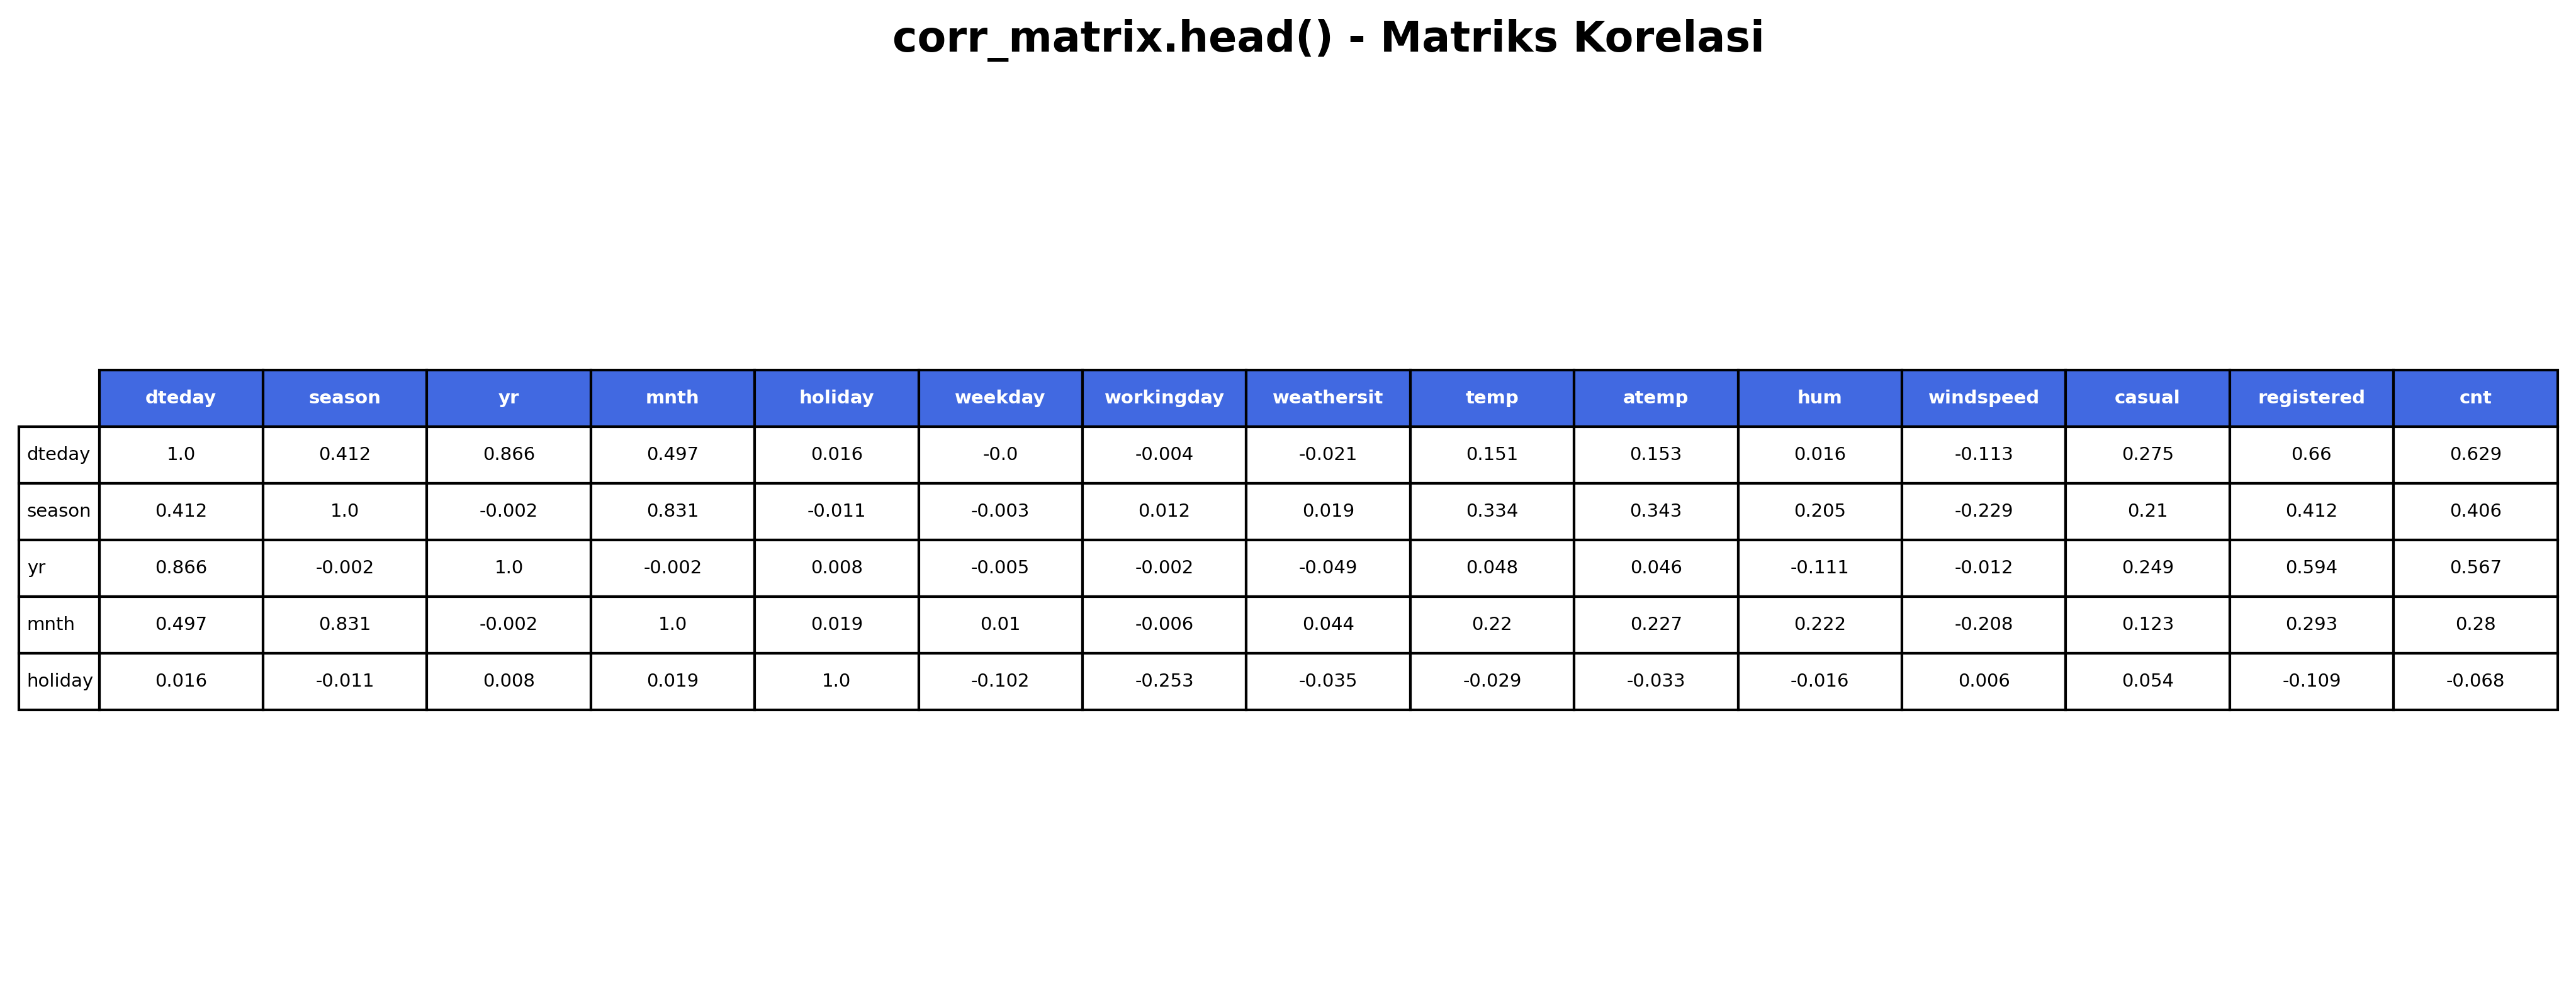 corr_matrix.head() - Matriks Korelasi
dteday season yr mnth holiday weekday workingday weathersit temp atemp hum windspeed casual registered cnt
dteday 1.0 0.412 0.866 0.497 0.016 -0.0 -0.004 -0.021 0.151 0.153 0.016 -0.113 0.275 0.66 0.629
season 0.412 1.0 -0.002 0.831 -0.011 -0.003 0.012 0.019 0.334 0.343 0.205 -0.229 0.21 0.412 0.406
yr 0.866 -0.002 1.0 -0.002 0.008 -0.005 -0.002 -0.049 0.048 0.046 -0.111 -0.012 0.249 0.594 0.567
mnth 0.497 0.831 -0.002 1.0 0.019 0.01 -0.006 0.044 0.22 0.227 0.222 -0.208 0.123 0.293 0.28
holiday 0.016 -0.011 0.008 0.019 1.0 -0.102 -0.253 -0.035 -0.029 -0.033 -0.016 0.006 0.054 -0.109 -0.068